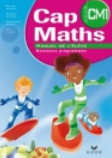 Cap
CM1
Maths
MANUEL DE L'ÉLÈVE
Nouveaux programmes
HATIER